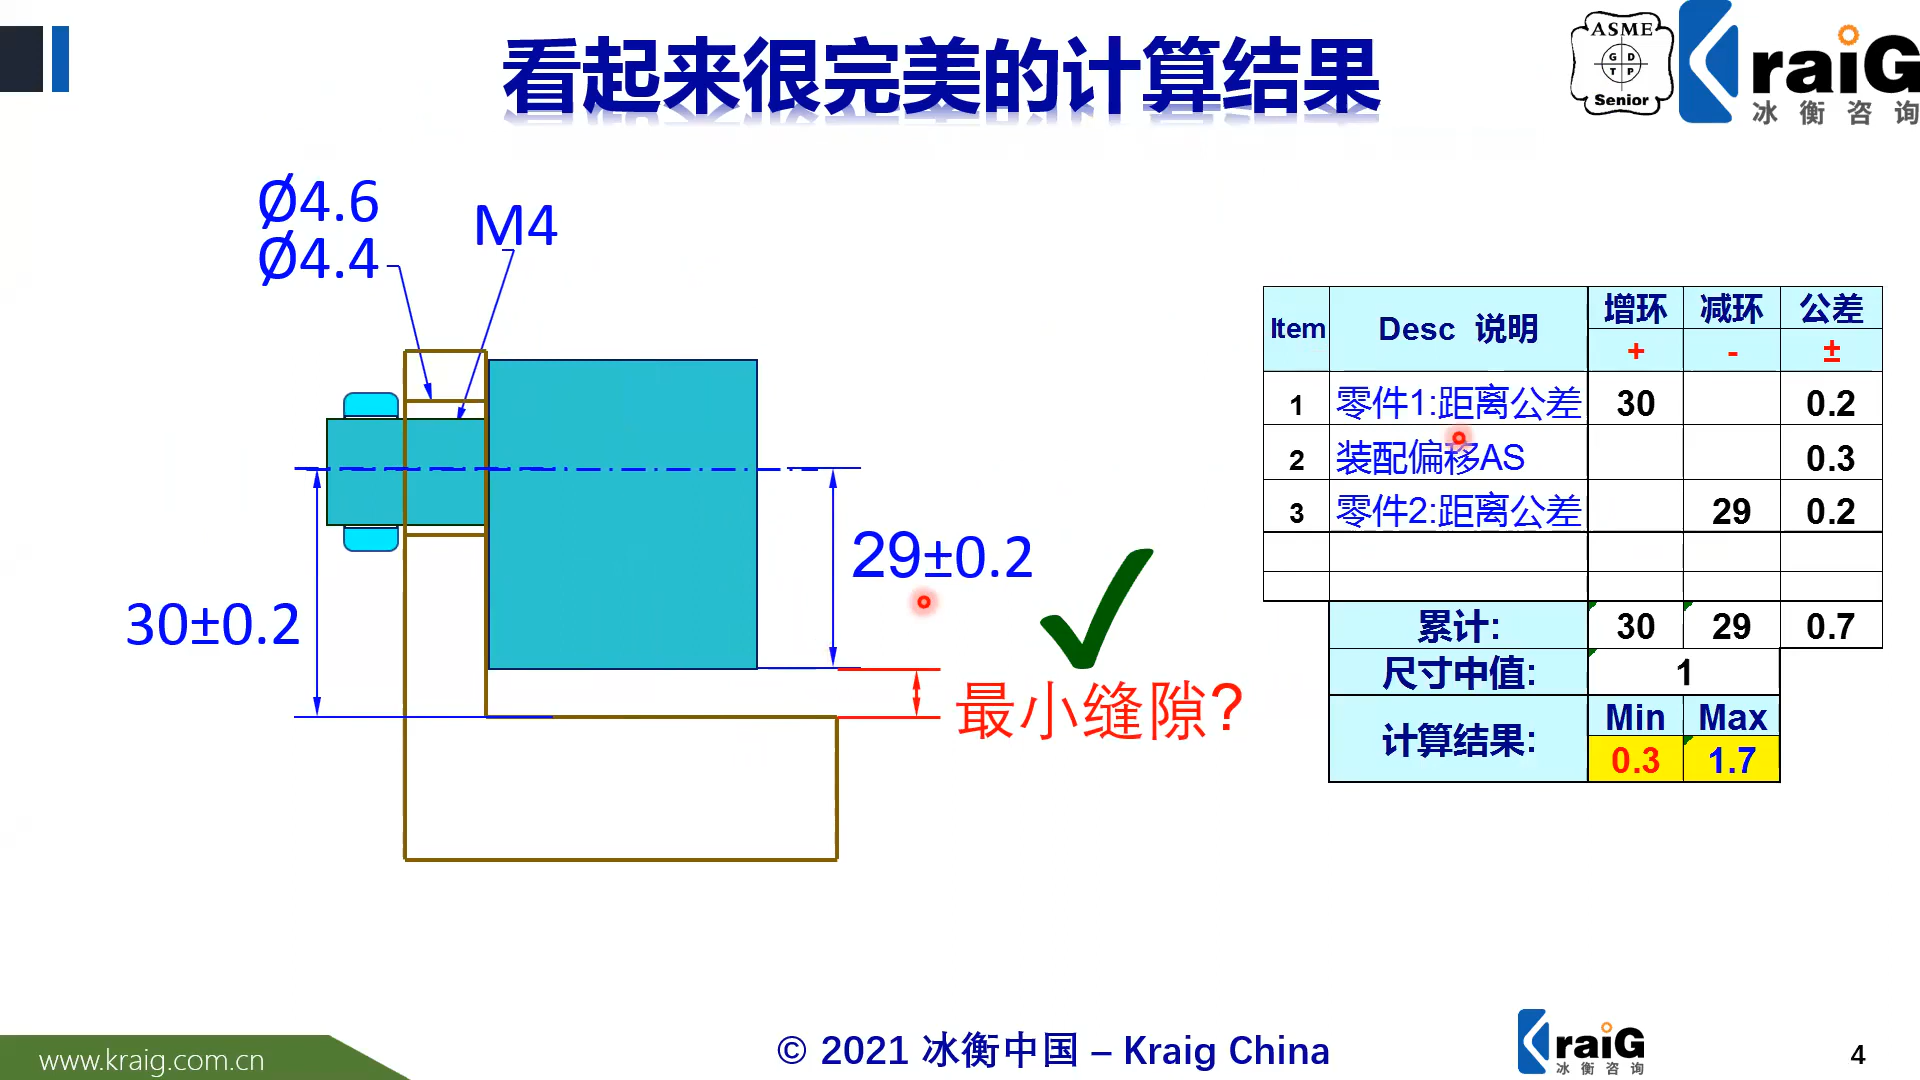 看起来很完美的计算结果
ASME
G D
T P
Senior
KraiG
冰衡咨询
Ø4.6
Ø4.4
M4
30±0.2
29±0.2
最小缝隙?
Item Desc 说明 增环 减环 公差
+ - ±
1 零件1:距离公差 30 0.2
2 装配偏移AS 0.3
3 零件2:距离公差 29 0.2
累计: 30 29 0.7
尺寸中值: 1
计算结果: Min Max
0.3 1.7
www.kraig.com.cn
© 2021 冰衡中国 – Kraig China
KraiG
冰衡咨询
4